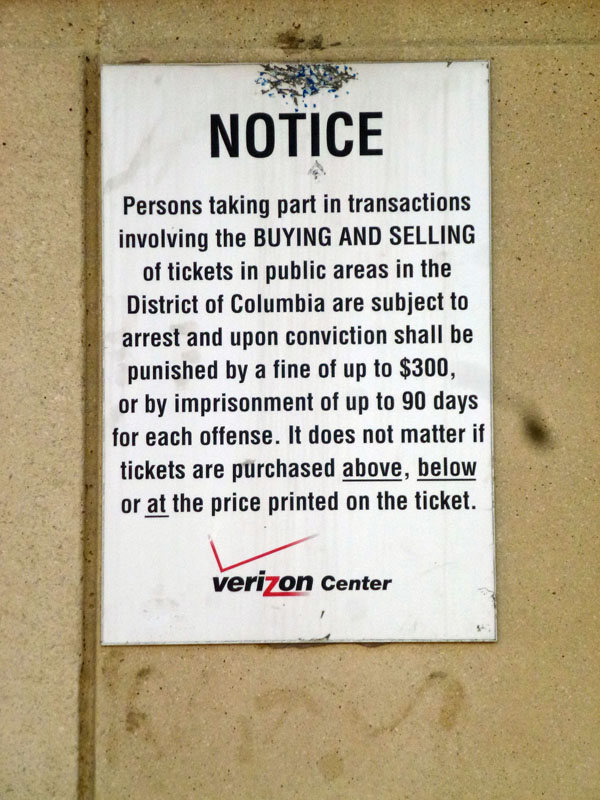 NOTICE
Persons taking part in transactions
involving the BUYING AND SELLING
of tickets in public areas in the
District of Columbia are subject to
arrest and upon conviction shall be
punished by a fine of up to $300,
or by imprisonment of up to 90 days
for each offense. It does not matter if
tickets are purchased above, below
or at the price printed on the ticket.
verizon Center